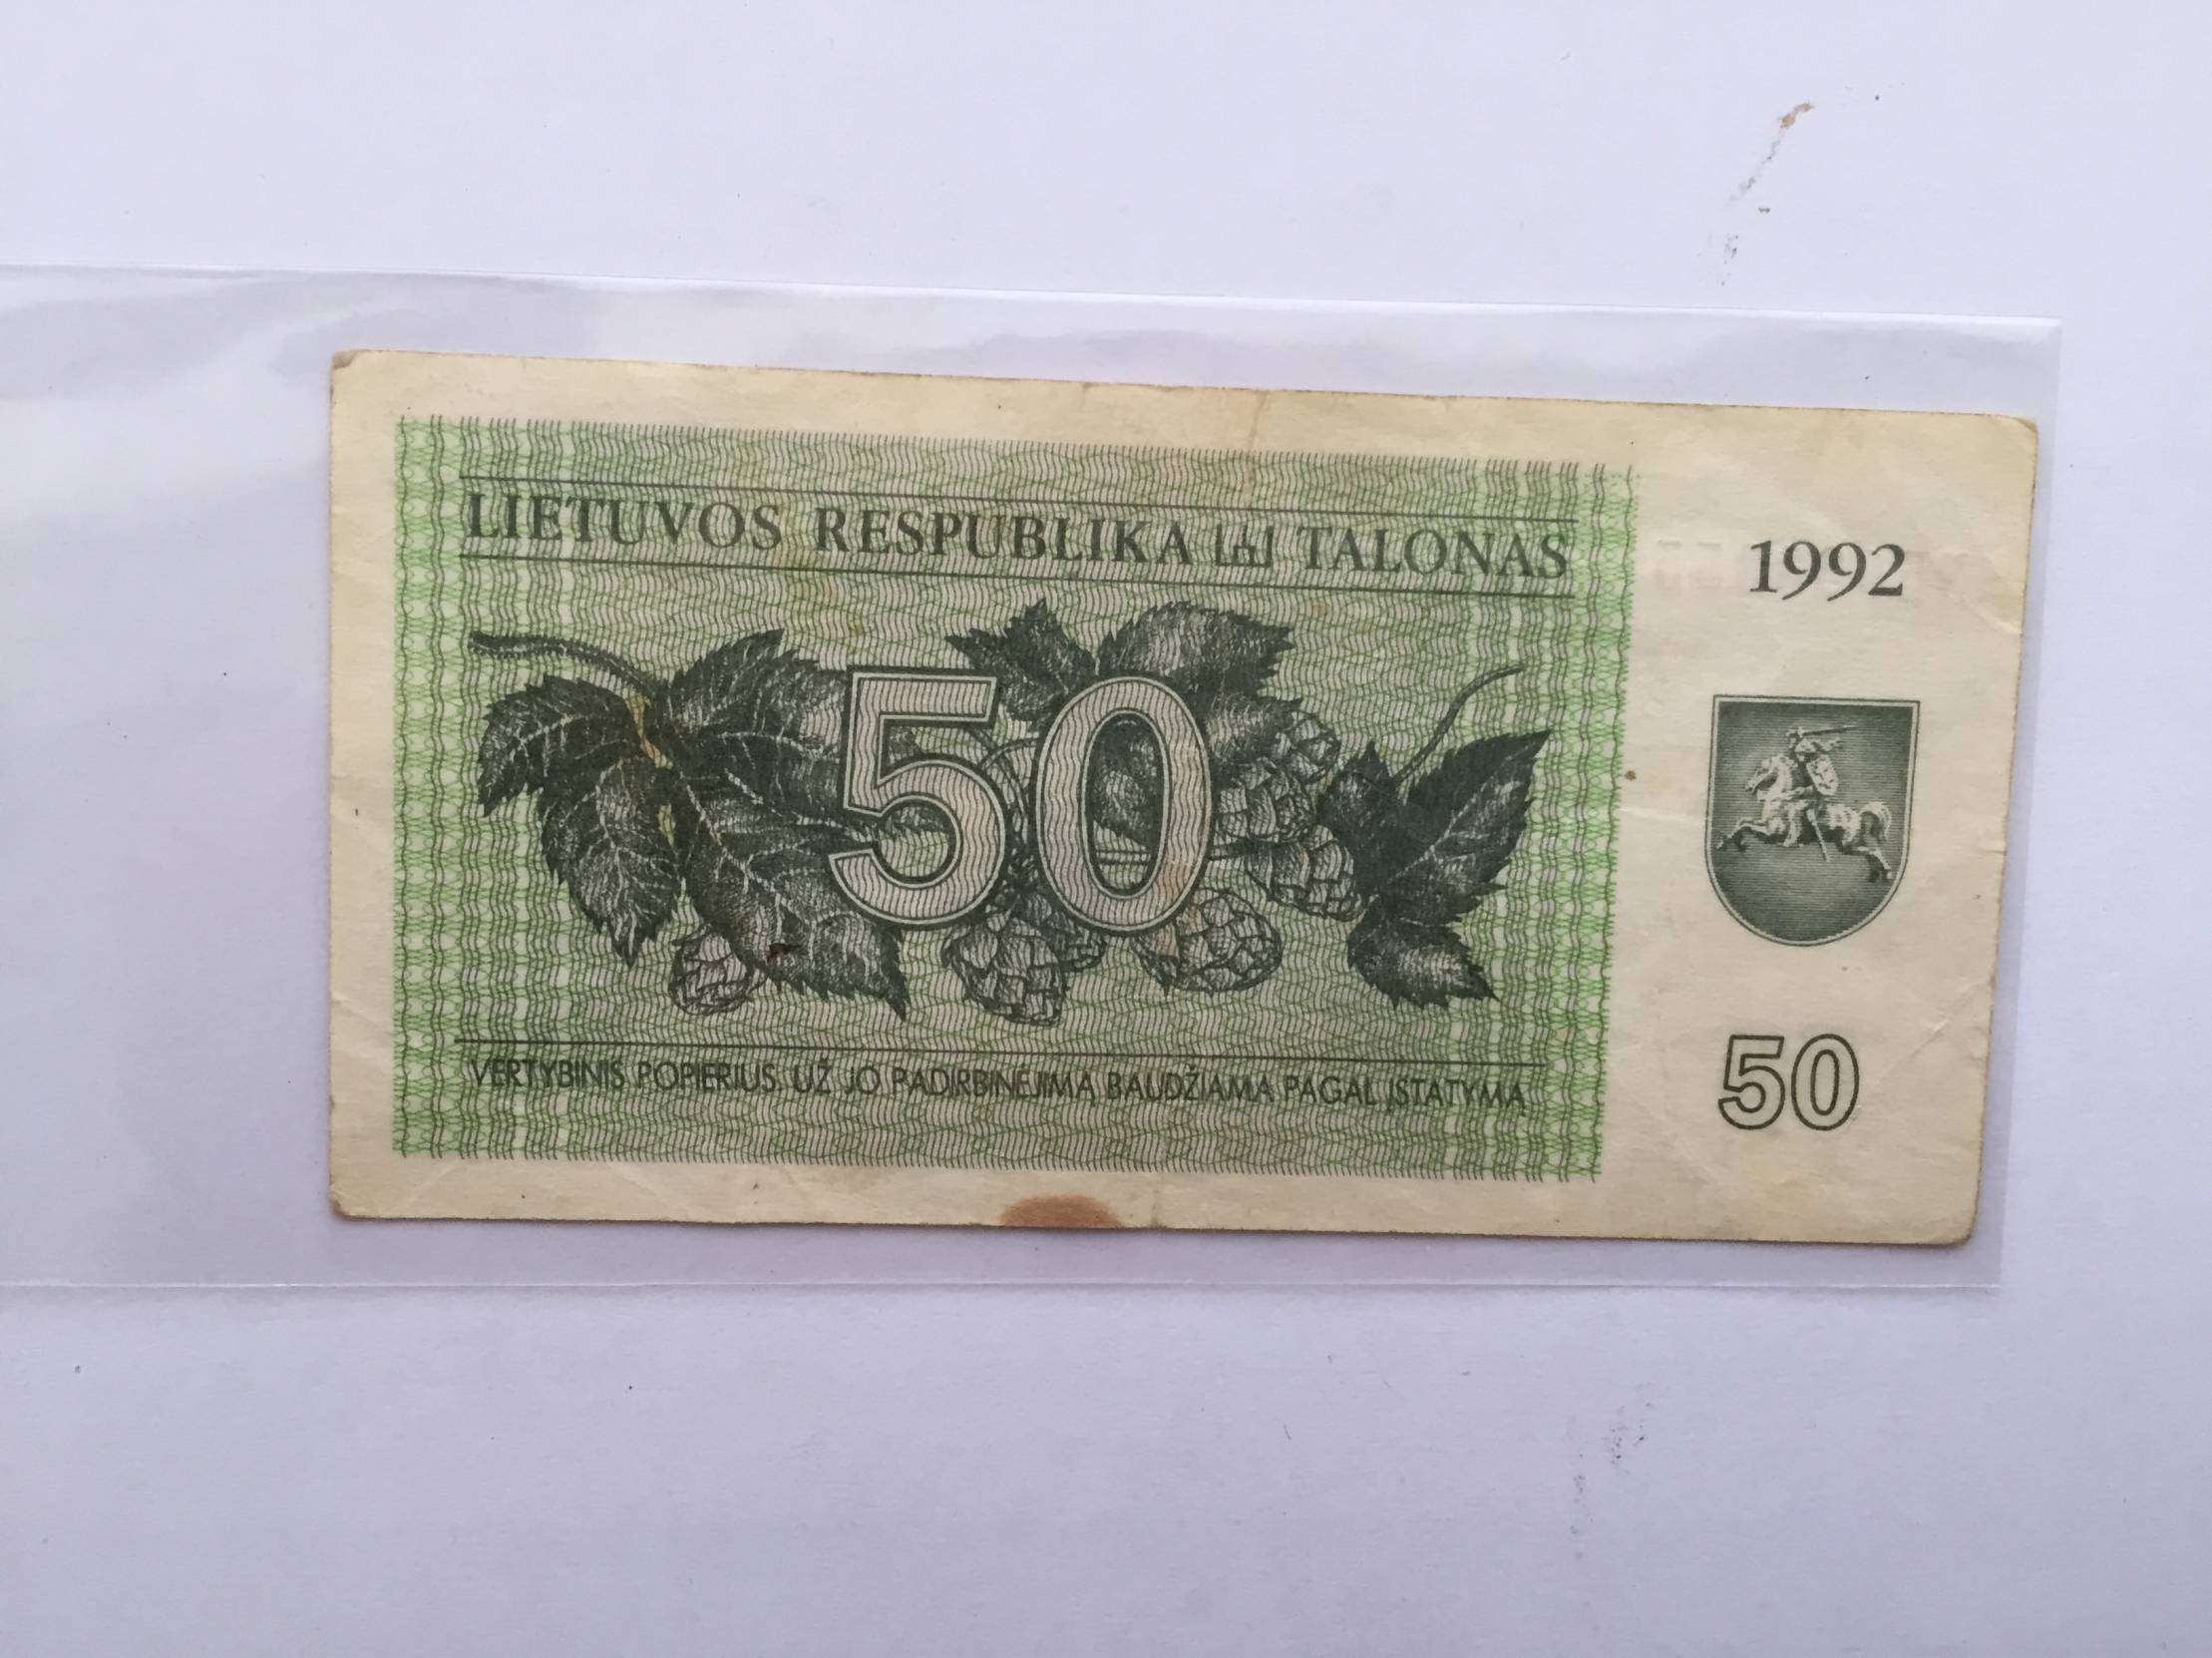 LIETUVOS RESPUBLIKA TALONAS
1992
50
50
VERTYBINIS POPIERIUS. UŽ JO PADIRBINĖJIMĄ BAUDŽIAMA PAGAL ĮSTATYMĄ